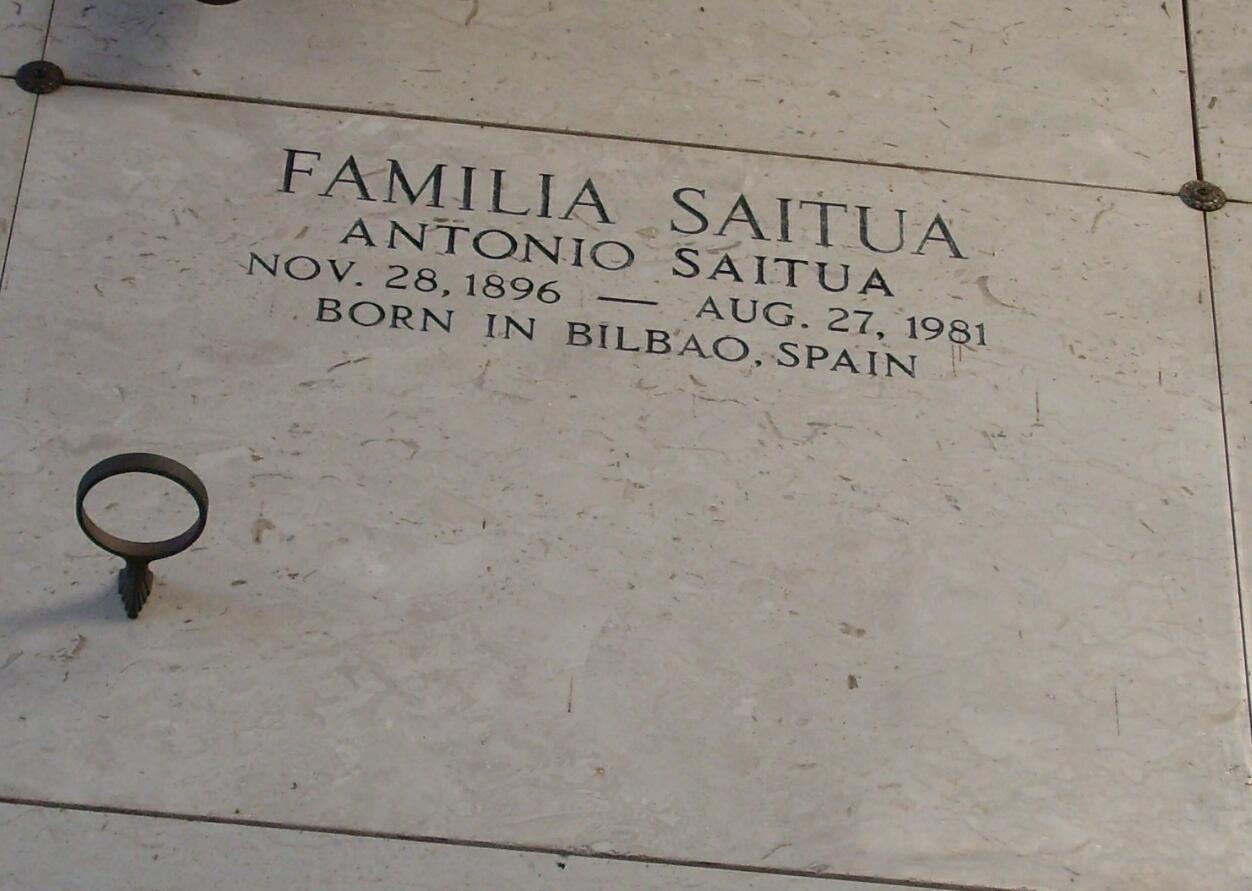 FAMILIA SAITUA
ANTONIO SAITUA
NOV. 28, 1896 — AUG. 27, 1981
BORN IN BILBAO, SPAIN